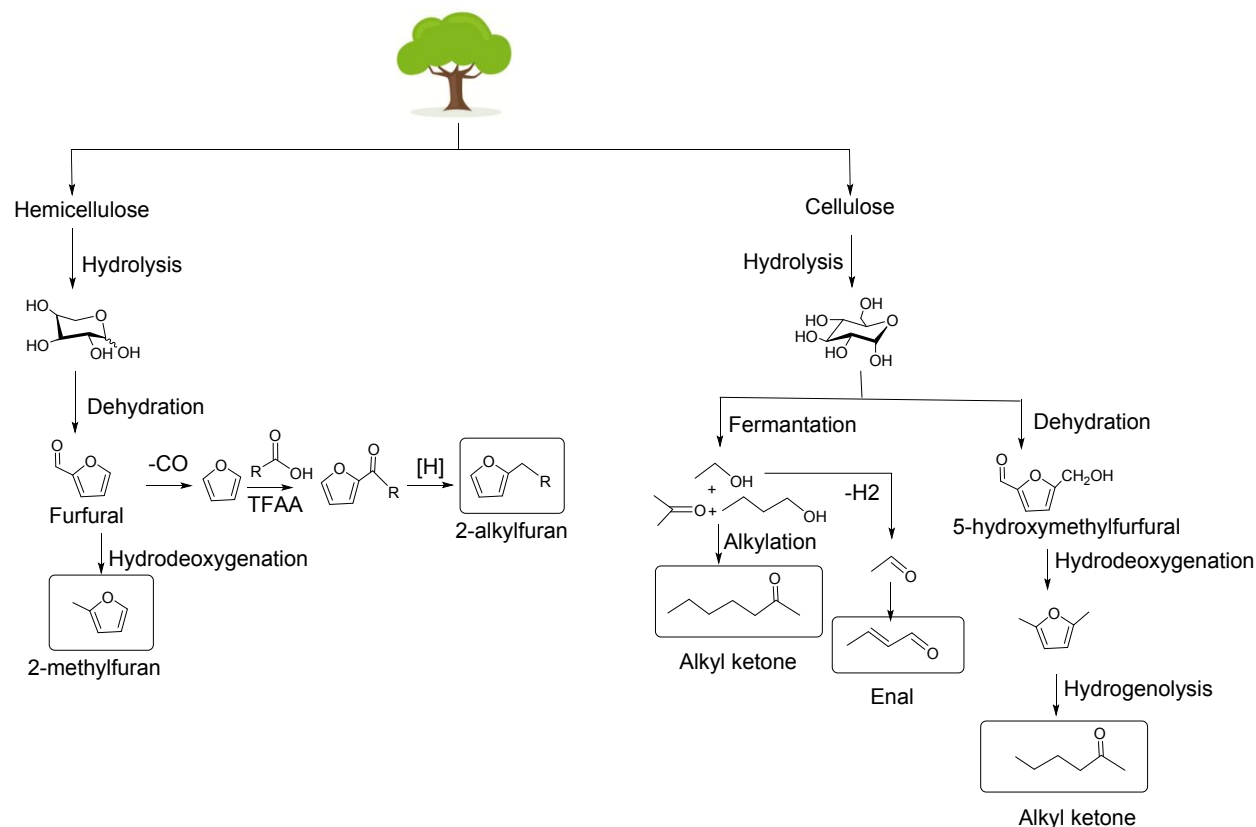 Hemicellulose
Cellulose
Hydrolysis
Hydrolysis
HO
O
HO
OH
OH
OH
HO
O
HO
HO
OH
Dehydration
Fermantation
Dehydration
O
O
-CO
O
R
O
OH
TFAA
O
O
R
[H]
O
R
Furfural
2-alkylfuran
OH
+
O
+
OH
-H2
O
O
CH2OH
5-hydroxymethylfurfural
Hydrodeoxygenation
Alkylation
Hydrodeoxygenation
O
2-methylfuran
O
Alkyl ketone
O
O
Enal
O
Hydrogenolysis
O
Alkyl ketone